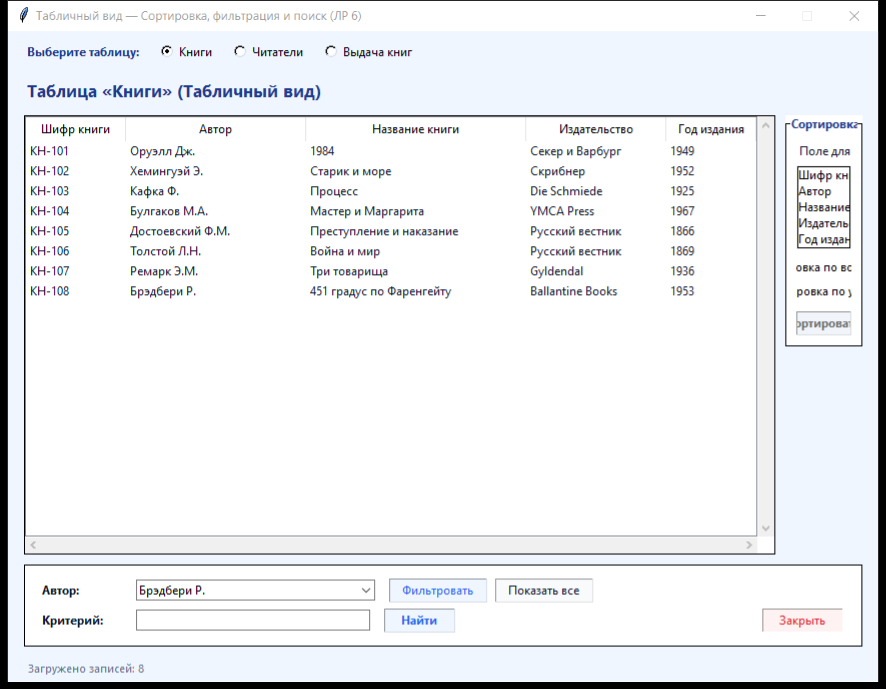 Табличный вид — Сортировка, фильтрация и поиск (ЛР 6)
Выберите таблицу: Книги Читатели Выдача книг
Таблица «Книги» (Табличный вид)
Шифр книги Автор Название книги Издательство Год издания
КН-101 Оруэлл Дж. 1984 Секер и Варбург 1949
КН-102 Хемингуэй Э. Старик и море Скрибнер 1952
КН-103 Кафка Ф. Процесс Die Schmiede 1925
КН-104 Булгаков М.А. Мастер и Маргарита YMCA Press 1967
КН-105 Достоевский Ф.М. Преступление и наказание Русский вестник 1866
КН-106 Толстой Л.Н. Война и мир Русский вестник 1869
КН-107 Ремарк Э.М. Три товарища Gyldendal 1936
КН-108 Брэдбери Р. 451 градус по Фаренгейту Ballantine Books 1953
Сортировка
Поле для
Шифр кн
Автор
Название
Издатель
Год издан
овка по вс
ровка по у
ортироват
Автор: Брэдбери Р. Фильтровать Показать все
Критерий: Найти Закрыть
Загружено записей: 8